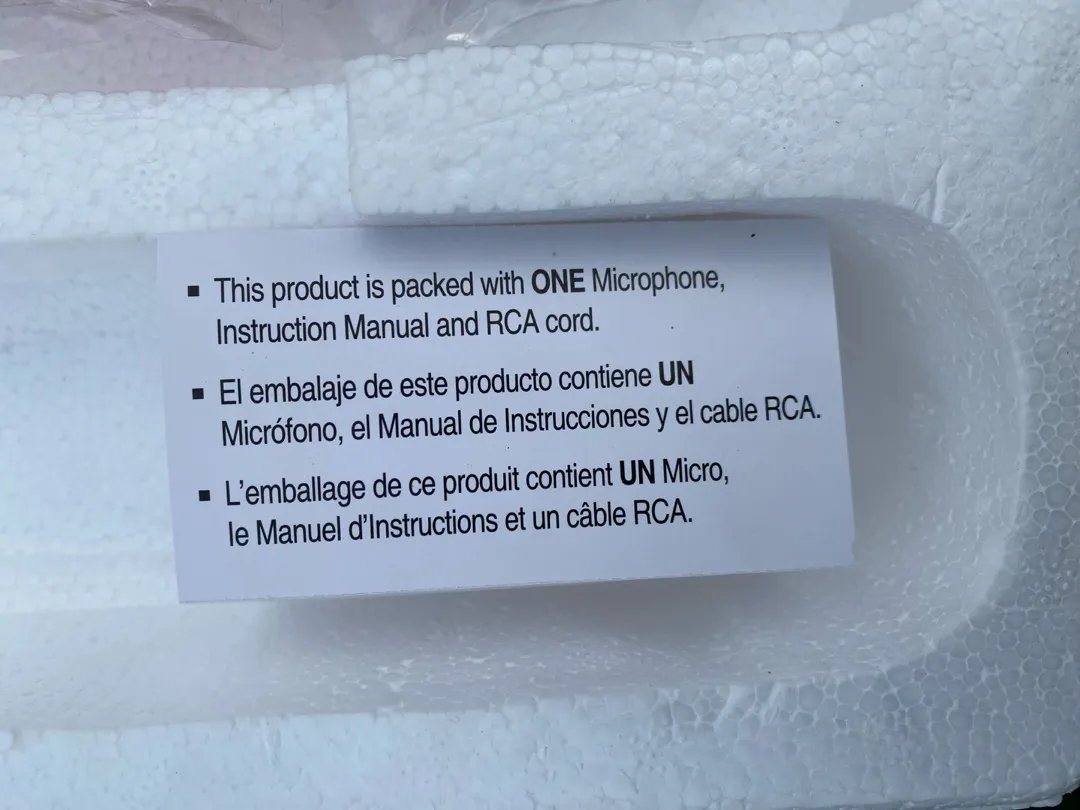 ▪ This product is packed with ONE Microphone,
Instruction Manual and RCA cord.
▪ El embalaje de este producto contiene UN
Micrófono, el Manual de Instrucciones y el cable RCA.
▪ L'emballage de ce produit contient UN Micro,
le Manuel d'Instructions et un câble RCA.